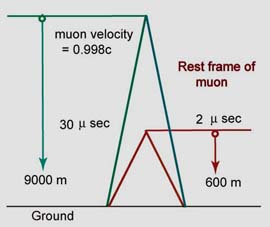 muon velocity
= 0.998c
Rest frame of
muon
30 μ sec
2 μ sec
9000 m
600 m
Ground